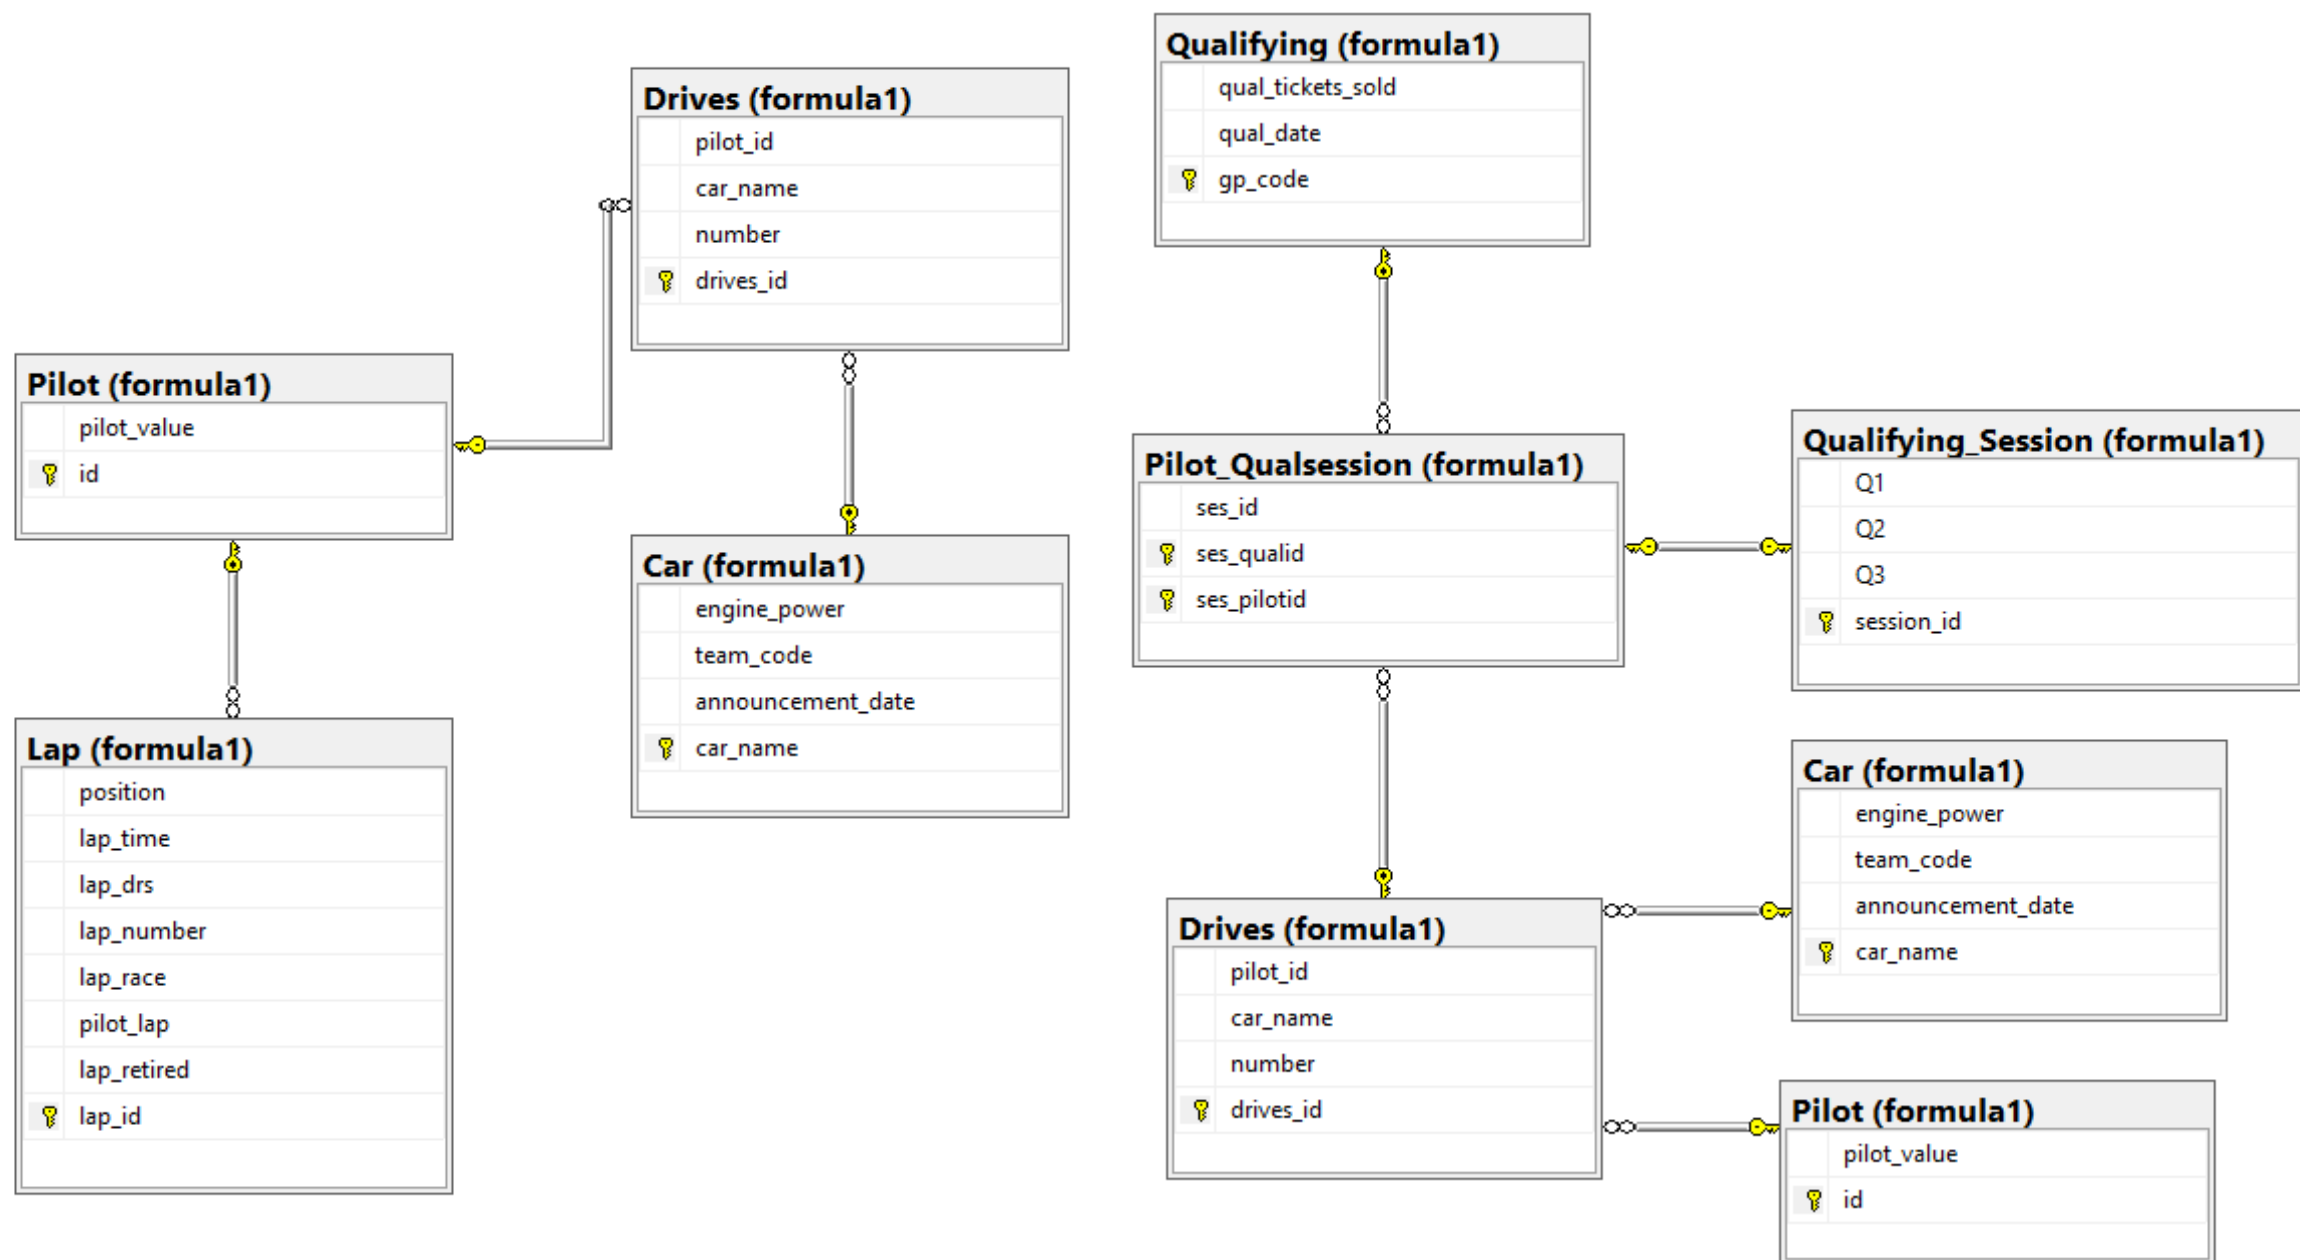 Pilot (formula1)
pilot_value
id
Lap (formula1)
position
lap_time
lap_drs
lap_number
lap_race
pilot_lap
lap_retired
lap_id
Drives (formula1)
pilot_id
car_name
number
drives_id
Car (formula1)
engine_power
team_code
announcement_date
car_name
Qualifying (formula1)
qual_tickets_sold
qual_date
gp_code
Pilot_Qualsession (formula1)
ses_id
ses_qualid
ses_pilotid
Drives (formula1)
pilot_id
car_name
number
drives_id
Qualifying_Session (formula1)
Q1
Q2
Q3
session_id
Car (formula1)
engine_power
team_code
announcement_date
car_name
Pilot (formula1)
pilot_value
id